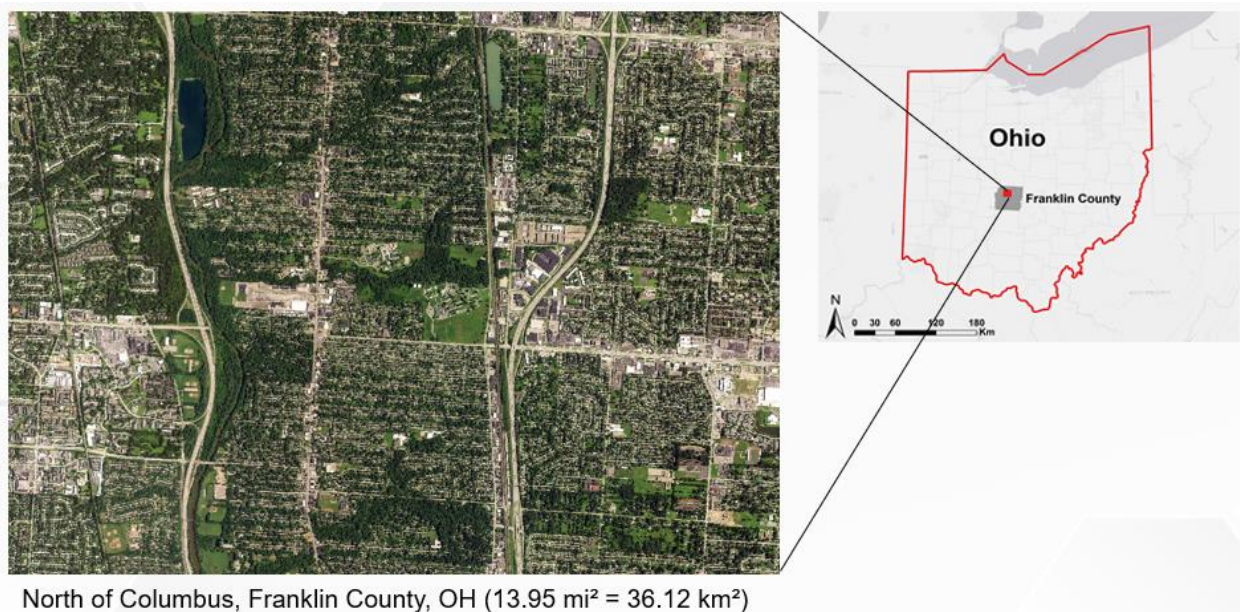 Ohio
Franklin County
N
0 30 60 120 180
Km
North of Columbus, Franklin County, OH (13.95 mi² = 36.12 km²)